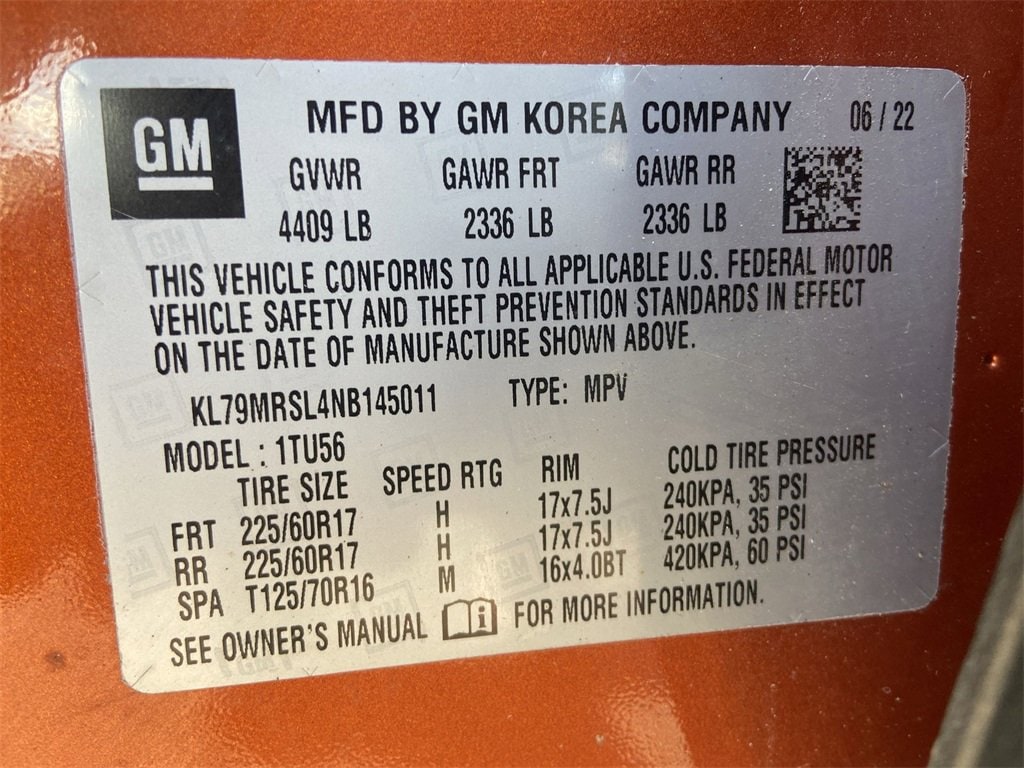 GM
MFD BY GM KOREA COMPANY 06 / 22
GVWR GAWR FRT GAWR RR
4409 LB 2336 LB 2336 LB
THIS VEHICLE CONFORMS TO ALL APPLICABLE U.S. FEDERAL MOTOR
VEHICLE SAFETY AND THEFT PREVENTION STANDARDS IN EFFECT
ON THE DATE OF MANUFACTURE SHOWN ABOVE.
KL79MRSL4NB145011 TYPE: MPV
MODEL : 1TU56
TIRE SIZE SPEED RTG RIM COLD TIRE PRESSURE
FRT 225/60R17 H 17x7.5J 240KPA, 35 PSI
RR 225/60R17 H 17x7.5J 240KPA, 35 PSI
SPA T125/70R16 M 16x4.0BT 420KPA, 60 PSI
SEE OWNER'S MANUAL i FOR MORE INFORMATION.